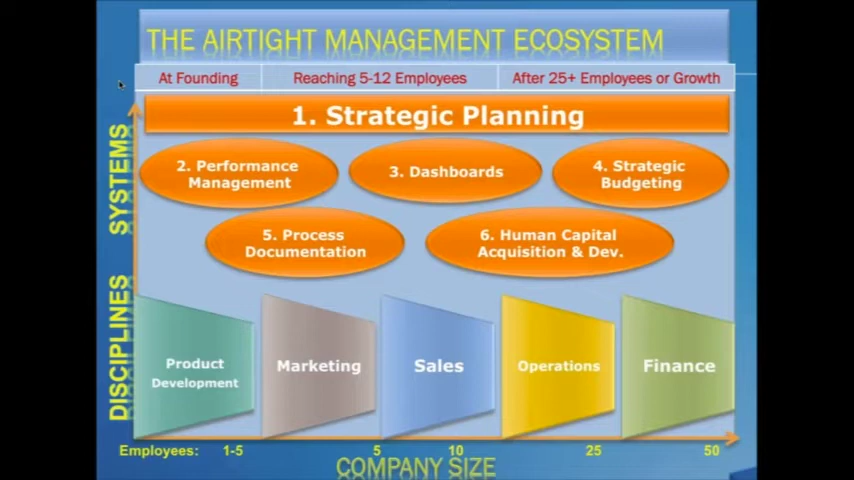 THE AIRTIGHT MANAGEMENT ECOSYSTEM
At Founding
Reaching 5-12 Employees
After 25+ Employees or Growth
SYSTEMS
1. Strategic Planning
2. Performance
Management
3. Dashboards
4. Strategic
Budgeting
5. Process
Documentation
6. Human Capital
Acquisition & Dev.
DISCIPLINES
Product
Development
Marketing
Sales
Operations
Finance
Employees: 1-5 5 10 25 50
COMPANY SIZE